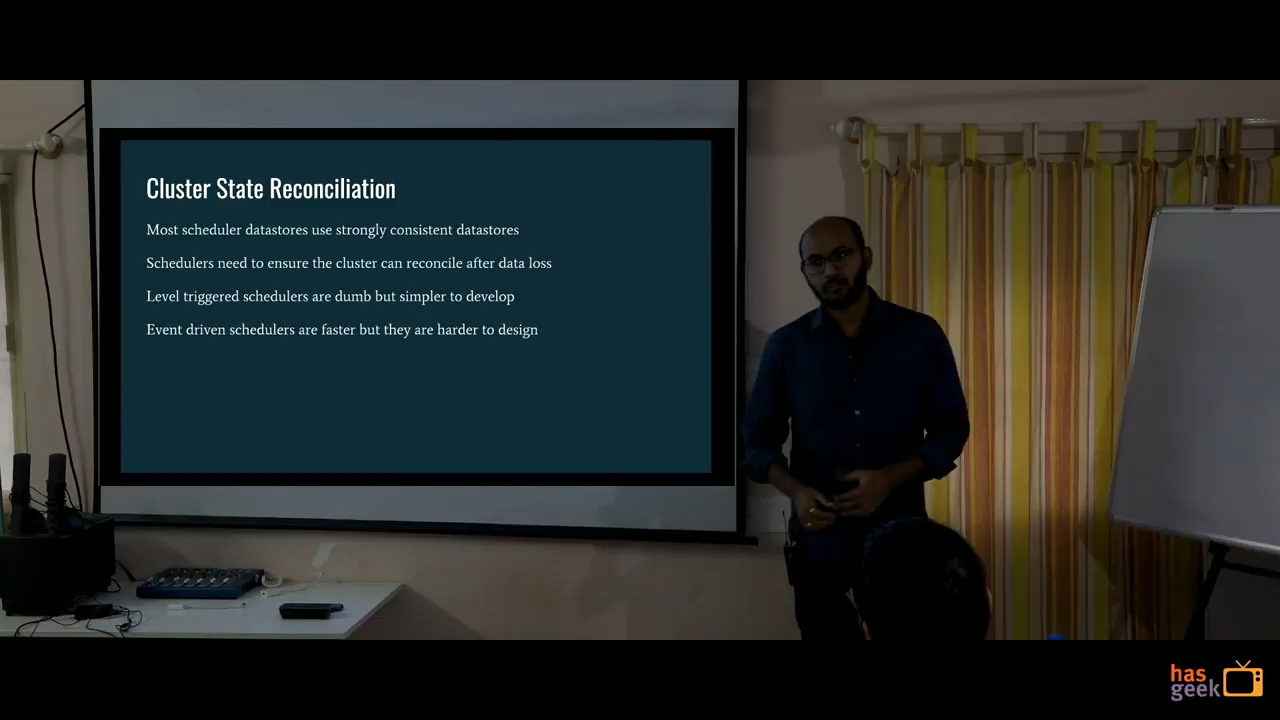 Cluster State Reconciliation
Most scheduler datastores use strongly consistent datastores
Schedulers need to ensure the cluster can reconcile after data loss
Level triggered schedulers are dumb but simpler to develop
Event driven schedulers are faster but they are harder to design
has
geek